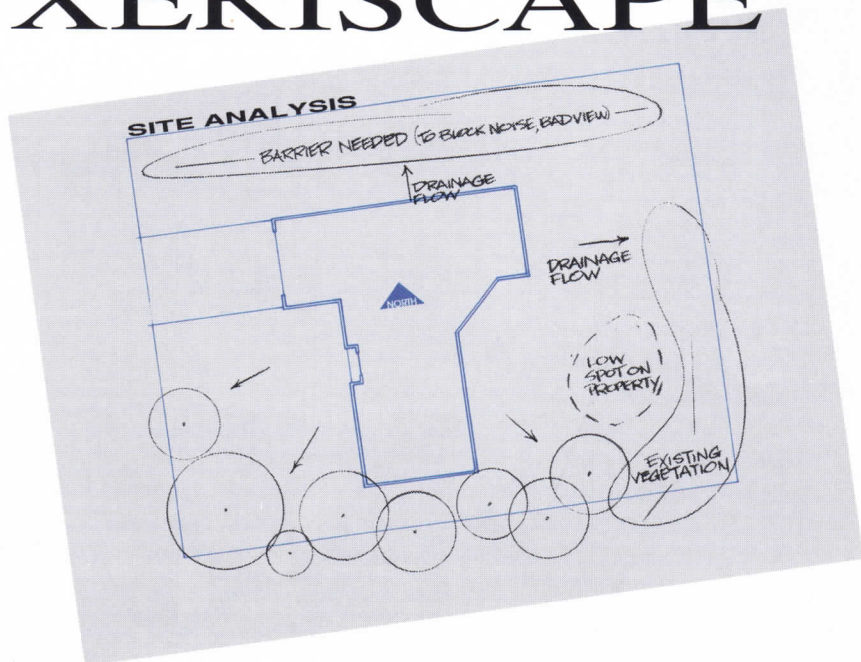 XERISCAPE
SITE ANALYSIS
BARRIER NEEDED (TO BLOCK NOISE, BAD VIEW)
DRAINAGE
FLOW
DRAINAGE
FLOW
NORTH
LOW
SPOT ON
PROPERTY
EXISTING
VEGETATION